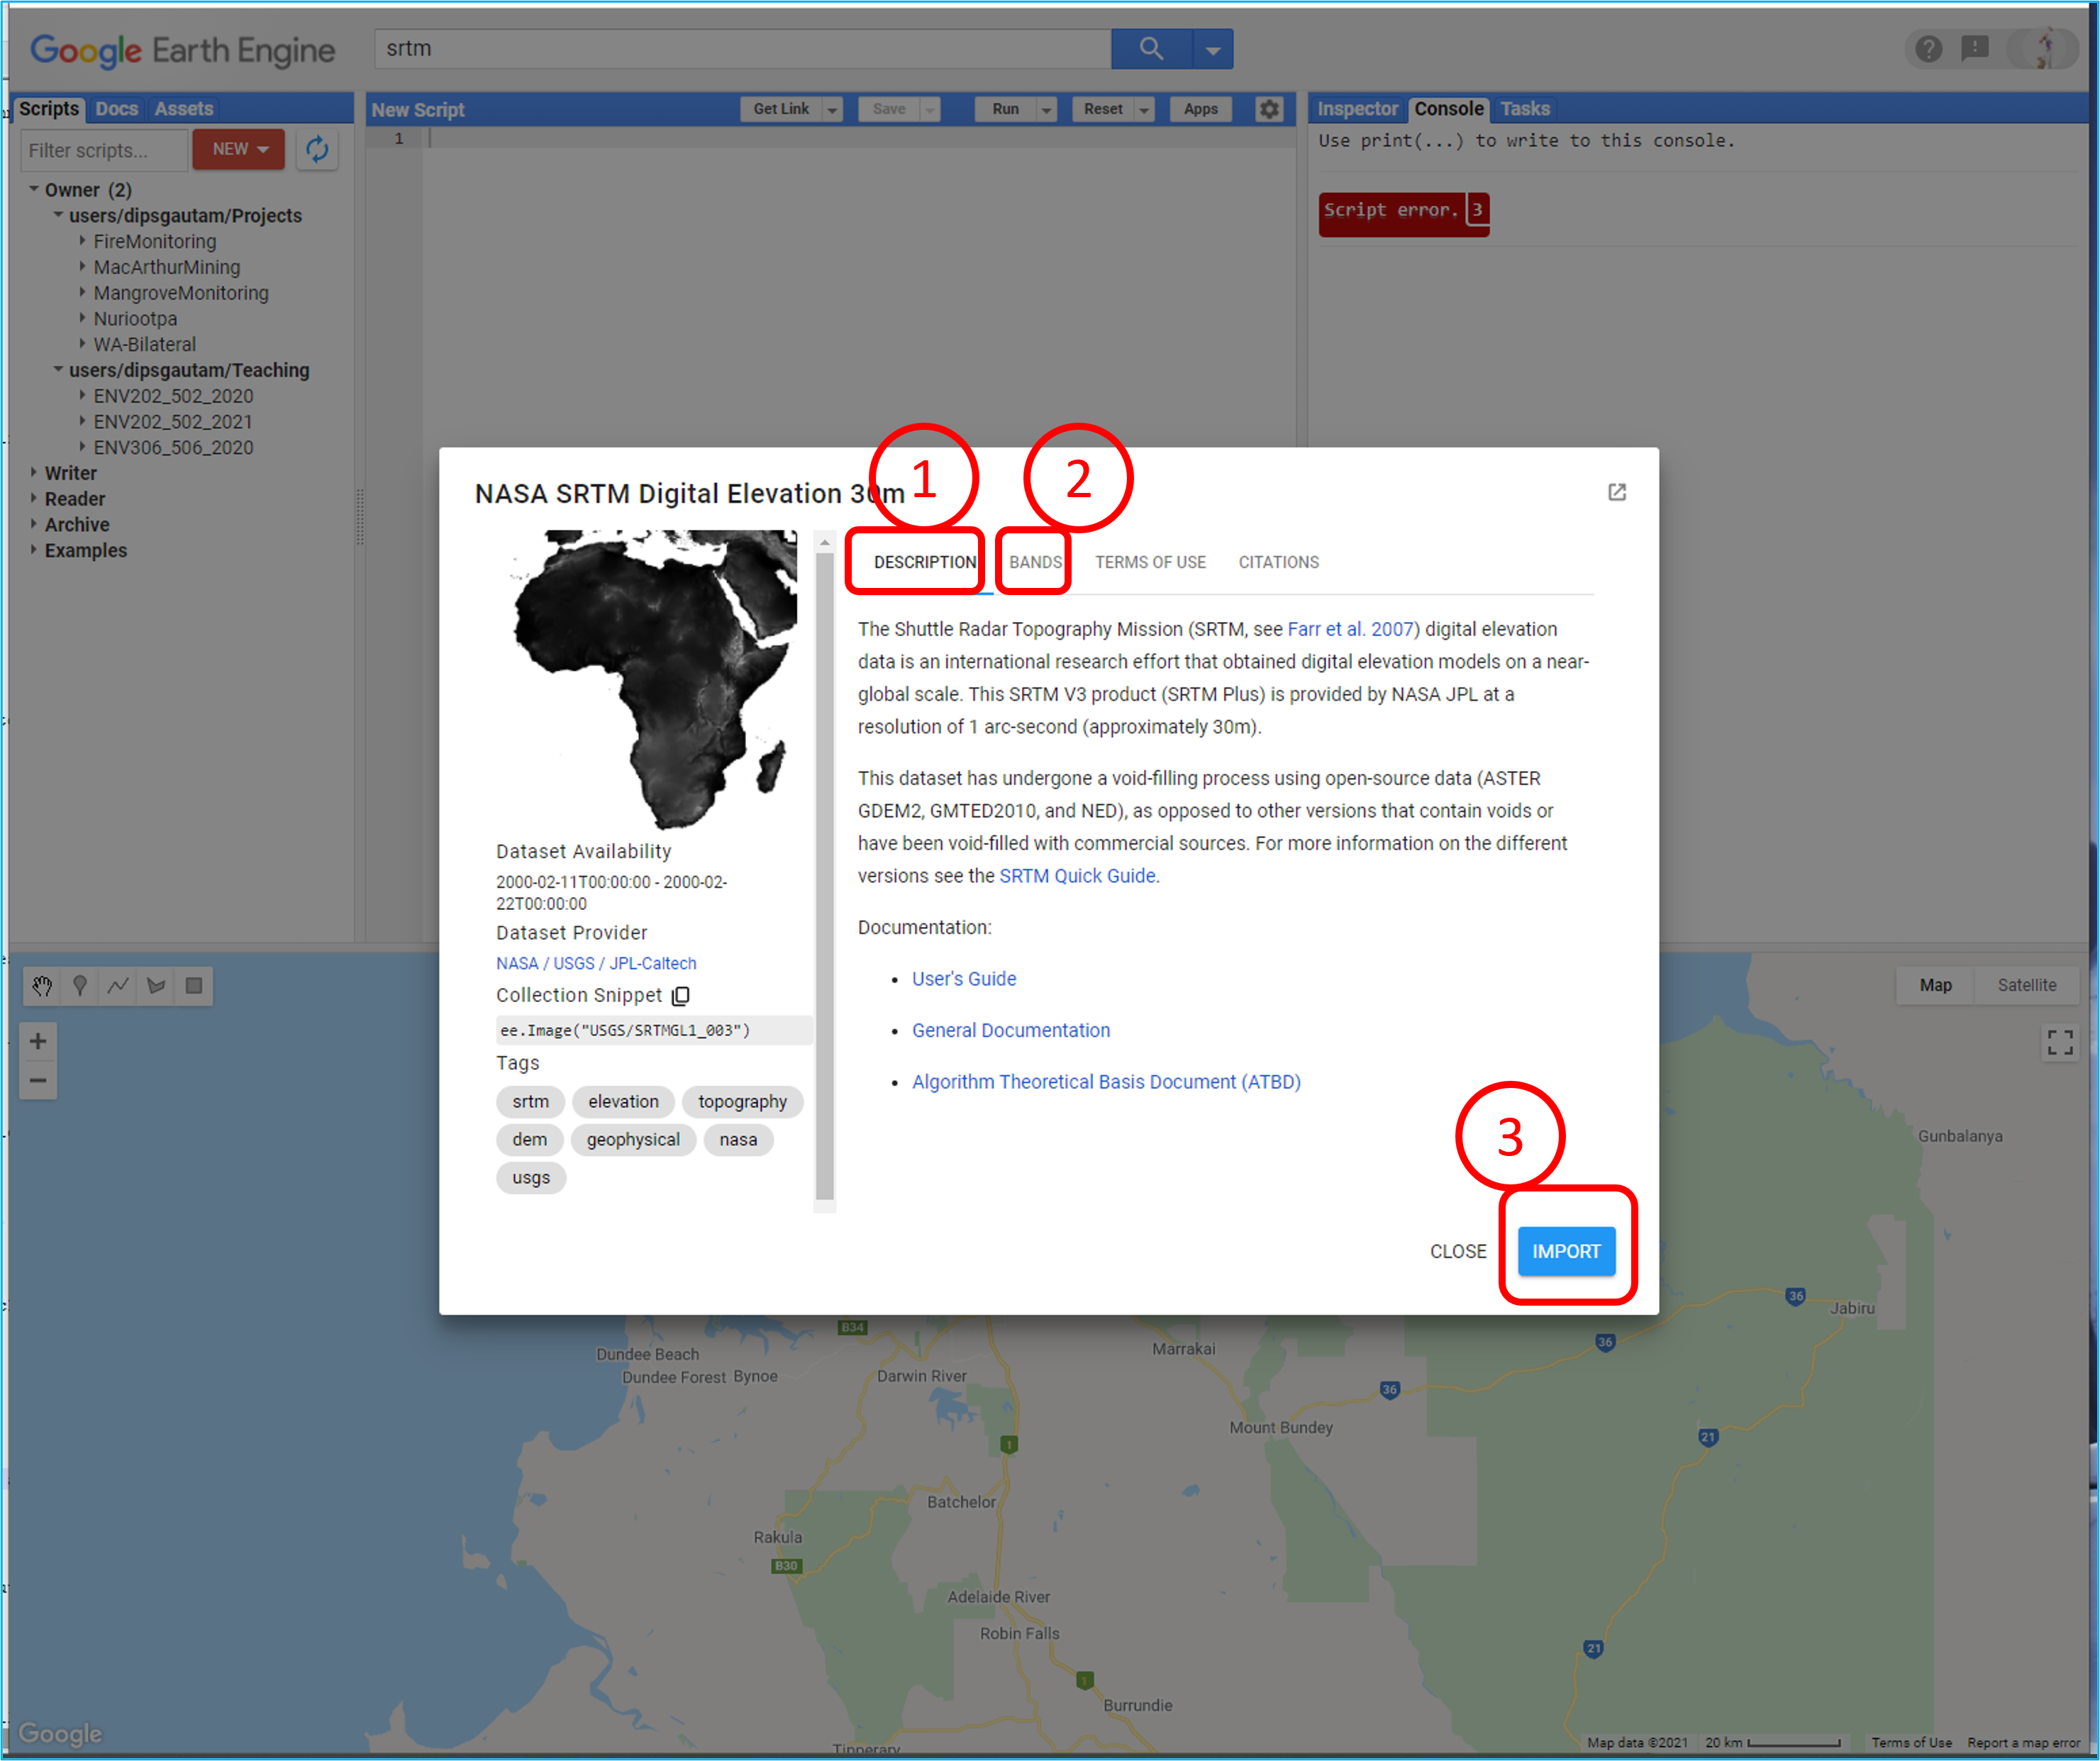 Google Earth Engine
srtm
Scripts Docs Assets
New Script
Get Link Save Run Reset Apps
Inspector Console Tasks
Filter scripts...
NEW
1
Use print(...) to write to this console.
Script error. 3
Owner (2)
users/dipsgautam/Projects
FireMonitoring
MacArthurMining
MangroveMonitoring
Nuriootpa
WA-Bilateral
users/dipsgautam/Teaching
ENV202_502_2020
ENV202_502_2021
ENV306_506_2020
Writer
Reader
Archive
Examples
1
2
NASA SRTM Digital Elevation 30m
DESCRIPTION BANDS TERMS OF USE CITATIONS
The Shuttle Radar Topography Mission (SRTM, see Farr et al. 2007) digital elevation
data is an international research effort that obtained digital elevation models on a near-
global scale. This SRTM V3 product (SRTM Plus) is provided by NASA JPL at a
resolution of 1 arc-second (approximately 30m).
This dataset has undergone a void-filling process using open-source data (ASTER
GDEM2, GMTED2010, and NED), as opposed to other versions that contain voids or
have been void-filled with commercial sources. For more information on the different
versions see the SRTM Quick Guide.
Documentation:
User's Guide
General Documentation
Algorithm Theoretical Basis Document (ATBD)
Dataset Availability
2000-02-11T00:00:00 - 2000-02-
22T00:00:00
Dataset Provider
NASA / USGS / JPL-Caltech
Collection Snippet
ee.Image("USGS/SRTMGL1_003")
Tags
srtm elevation topography
dem geophysical nasa
usgs
3
CLOSE IMPORT
Map Satellite
Gunbalanya
36
Jabiru
B34
36
Marrakai
Dundee Beach
Dundee Forest Bynoe
Darwin River
36
Mount Bundey
1
21
Batchelor
Rakula
B30
Adelaide River
Robin Falls
21
1
Burrundie
Tipperary
Google
Map data ©2021 20 km Terms of Use Report a map error